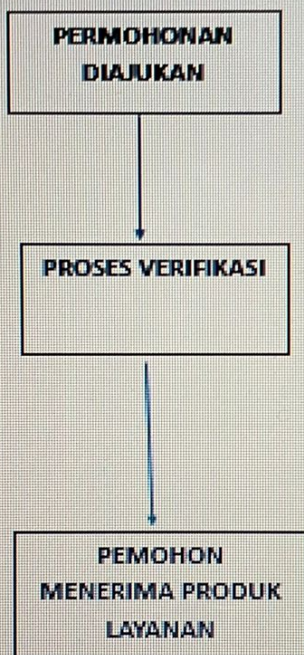 PERMOHONAN
DIAJUKAN
PROSES VERIFIKASI
PEMOHON
MENERIMA PRODUK
LAYANAN